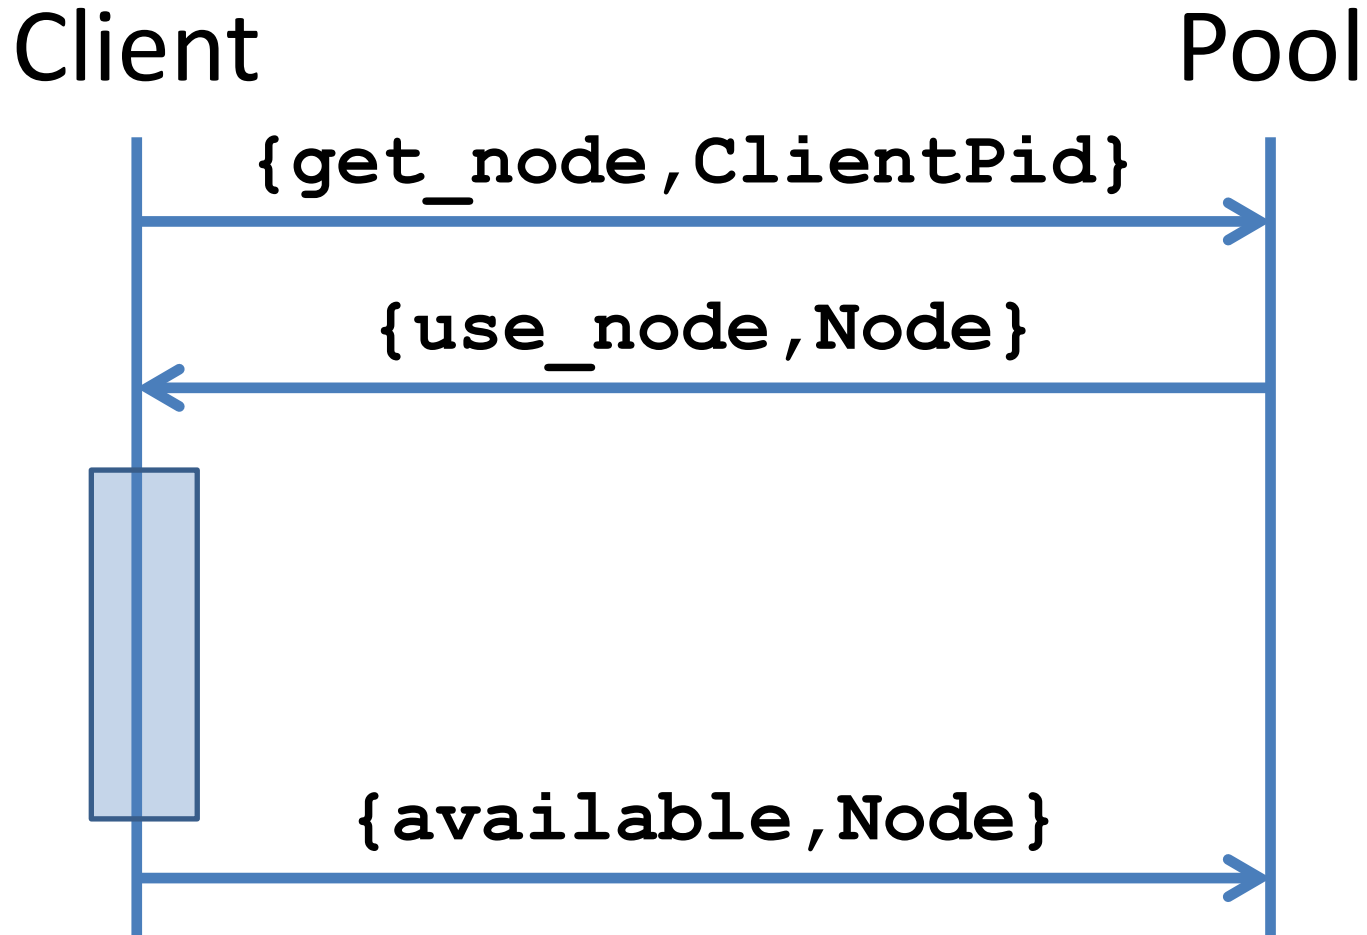 Client
Pool
{get_node,ClientPid}
{use_node,Node}
{available,Node}